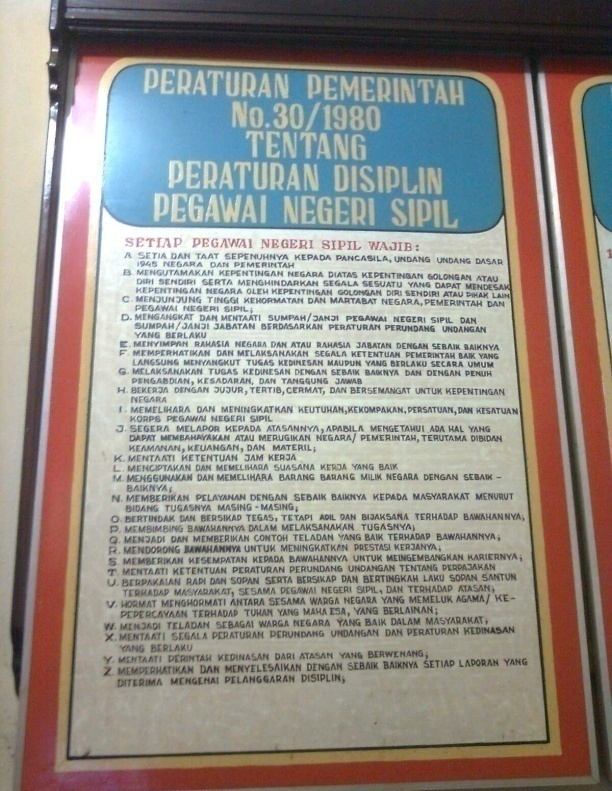 PERATURAN PEMERINTAH
No.30/1980
TENTANG
PERATURAN DISIPLIN
PEGAWAI NEGERI SIPIL
SETIAP PEGAWAI NEGERI SIPIL WAJIB:
A. SETIA DAN TAAT SEPENUHNYA KEPADA PANCASILA, UNDANG UNDANG DASAR
1945 NEGARA DAN PEMERINTAH
B. MENGUTAMAKAN KEPENTINGAN NEGARA DIATAS KEPENTINGAN GOLONGAN ATAU
DIRI SENDIRI SERTA MENGHINDARKAN SEGALA SESUATU YANG DAPAT MENDESAK
KEPENTINGAN NEGARA OLEH KEPENTINGAN GOLONGAN DIRI SENDIRI ATAU PIHAK LAIN
C. MENJUNJUNG TINGGI KEHORMATAN DAN MARTABAT NEGARA, PEMERINTAH DAN
PEGAWAI NEGERI SIPIL;
D. MENGANGKAT DAN MENTAATI SUMPAH/JANJI PEGAWAI NEGERI SIPIL DAN
SUMPAH/JANJI JABATAN BERDASARKAN PERATURAN PERUNDANG UNDANGAN
YANG BERLAKU
E. MENYIMPAN RAHASIA NEGARA DAN ATAU RAHASIA JABATAN DENGAN SEBAIK BAIKNYA
F. MEMPERHATIKAN DAN MELAKSANAKAN SEGALA KETENTUAN PEMERINTAH BAIK YANG
LANGSUNG MENYANGKUT TUGAS KEDINESAN MAUPUN YANG BERLAKU SECARA UMUM
G. MELAKSANAKAN TUGAS KEDINESAN DENGAN SEBAIK BAIKNYA DAN DENGAN PENUH
PENGABDIAN, KESADARAN, DAN TANGGUNG JAWAB
H. BEKERJA DENGAN JUJUR, TERTIB, CERMAT, DAN BERSEMANGAT UNTUK KEPENTINGAN
NEGARA
I. MEMELIHARA DAN MENINGKATKAN KEUTUHAN, KEKOMPAKAN, PERSATUAN, DAN KESATUAN
KORPS PEGAWAI NEGERI SIPIL
J. SEGERA MELAPOR KEPADA ATASANNYA, APABILA MENGETAHUI ADA HAL YANG
DAPAT MEMBAHAYAKAN ATAU MERUGIKAN NEGARA/ PEMERINTAH, TERUTAMA DIBIDAN
KEAMANAN, KEUANGAN, DAN MATERIL;
K. MENTAATI KETENTUAN JAM KERJA
L. MENCIPTAKAN DAN MEMELIHARA SUASANA KERJA YANG BAIK
M. MENGGUNAKAN DAN MEMELIHARA BARANG BARANG MILIK NEGARA DENGAN SEBAIK -
BAIKNYA;
N. MEMBERIKAN PELAYANAN DENGAN SEBAIK BAIKNYA KEPADA MASYARAKAT MENURUT
BIDANG TUGASNYA MASING - MASING;
O. BERTINDAK DAN BERSIKAP TEGAS, TETAPI ADIL DAN BIJAKSANA TERHADAP BAWAHANNYA;
P. MEMBIMBING BAWAHANNYA DALAM MELAKSANAKAN TUGASNYA;
Q. MENJADI DAN MEMBERIKAN CONTOH TELADAN YANG BAIK TERHADAP BAWAHANNYA;
R. MENDORONG BAWAHANNYA UNTUK MENINGKATKAN PRESTASI KERJANYA;
S. MEMBERIKAN KESEMPATAN KEPADA BAWAHANNYA UNTUK MEINGEMBANGKAN KARIERNYA;
T. MENTAATI KETENTUAN PERATURAN PERUNDANG UNDANGAN TENTANG PERPAJAKAN
U. BERPAKAIAN RAPI DAN SOPAN SERTA BERSIKAP DAN BERTINGKAH LAKU SOPAN SANTUN
TERHADAP MASYARAKAT, SESAMA PEGAWAI NEGERI SIPIL, DAN TERHADAP ATASAN;
V. HORMAT MENGHORMATI ANTARA SESAMA WARGA NEGARA YANG MEMELUK AGAMA/ KE-
PEPERCAYAAN TERHADAP TUHAN YANG MAHA ESA, YANG BERLAINAN;
W. MENJADI TELADAN SEBAGAI WARGA NEGARA YANG BAIK DALAM MASYARAKAT;
X. MENTAATI SEGALA PERATURAN PERUNDANG UNDANGAN DAN PERATURAN KEDINASAN
YANG BERLAKU
Y. MENTAATI PERINTAH KEDINASAN DARI ATASAN YANG BERWENANG;
Z. MEMPERHATIKAN DAN MENYELESAIKAN DENGAN SEBAIK BAIKNYA SETIAP LAPORAN YANG
DITERIMA MENGENAI PELANGGARAN DISIPLIN;